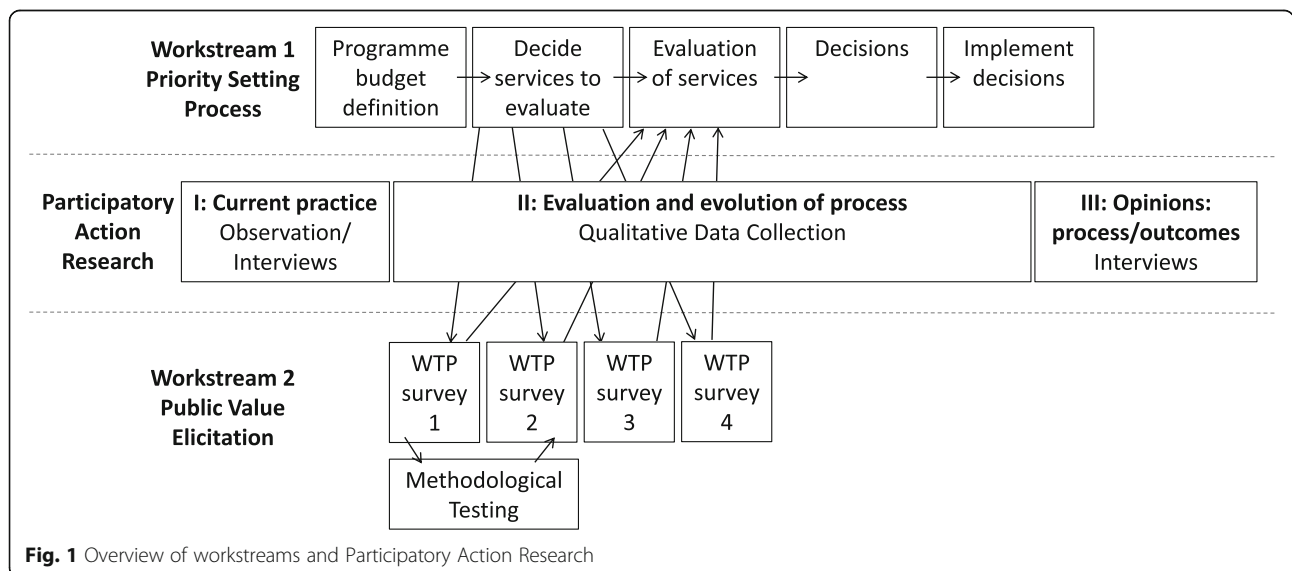 Workstream 1
Priority Setting
Process
Programme
budget
definition
Decide
services to
evaluate
Evaluation
of services
Decisions
Implement
decisions
Participatory
Action
Research
I: Current practice
Observation/
Interviews
II: Evaluation and evolution of process
Qualitative Data Collection
III: Opinions:
process/outcomes
Interviews
Workstream 2
Public Value
Elicitation
WTP
survey
1
WTP
survey
2
WTP
survey
3
WTP
survey
4
Methodological
Testing
Fig. 1 Overview of workstreams and Participatory Action Research